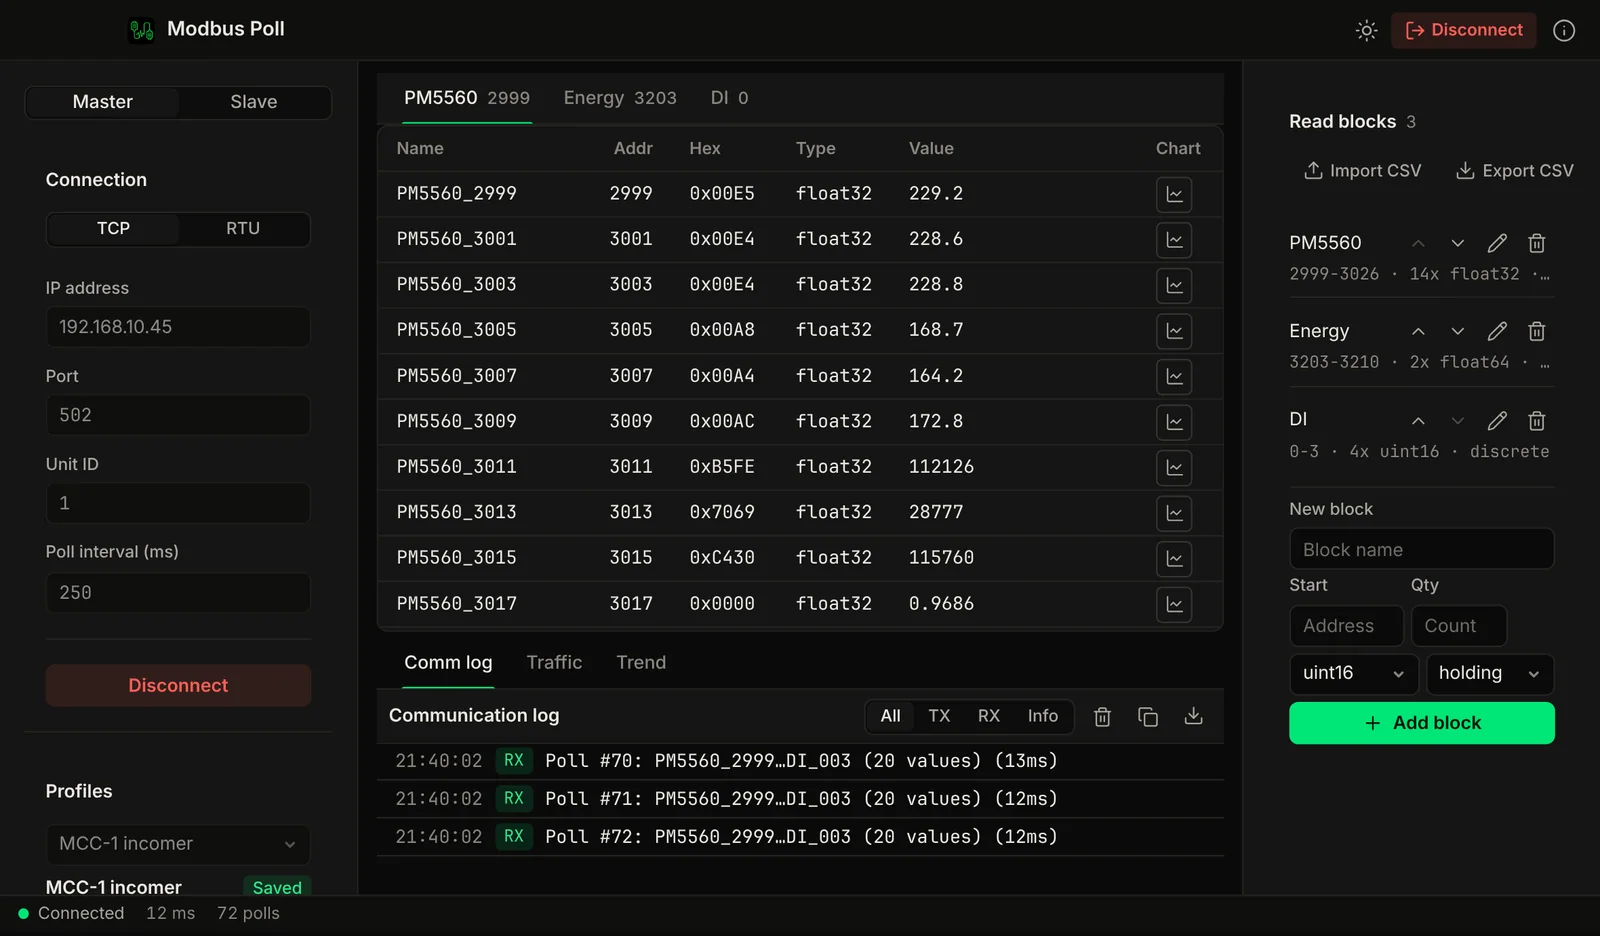 Modbus Poll
Disconnect
Master Slave
Connection
TCP RTU
IP address
192.168.10.45
Port
502
Unit ID
1
Poll interval (ms)
250
Disconnect
Profiles
MCC-1 incomer
MCC-1 incomer Saved
PM5560 2999 Energy 3203 DI 0
Name Addr Hex Type Value Chart
PM5560_2999 2999 0x00E5 float32 229.2
PM5560_3001 3001 0x00E4 float32 228.6
PM5560_3003 3003 0x00E4 float32 228.8
PM5560_3005 3005 0x00A8 float32 168.7
PM5560_3007 3007 0x00A4 float32 164.2
PM5560_3009 3009 0x00AC float32 172.8
PM5560_3011 3011 0xB5FE float32 112126
PM5560_3013 3013 0x7069 float32 28777
PM5560_3015 3015 0xC430 float32 115760
PM5560_3017 3017 0x0000 float32 0.9686
Comm log Traffic Trend
Communication log All TX RX Info
21:40:02 RX Poll #70: PM5560_2999…DI_003 (20 values) (13ms)
21:40:02 RX Poll #71: PM5560_2999…DI_003 (20 values) (12ms)
21:40:02 RX Poll #72: PM5560_2999…DI_003 (20 values) (12ms)
Read blocks 3
Import CSV Export CSV
PM5560
2999-3026 · 14x float32 ·…
Energy
3203-3210 · 2x float64 · …
DI
0-3 · 4x uint16 · discrete
New block
Block name
Start Qty
Address Count
uint16 holding
+ Add block
Connected 12 ms 72 polls